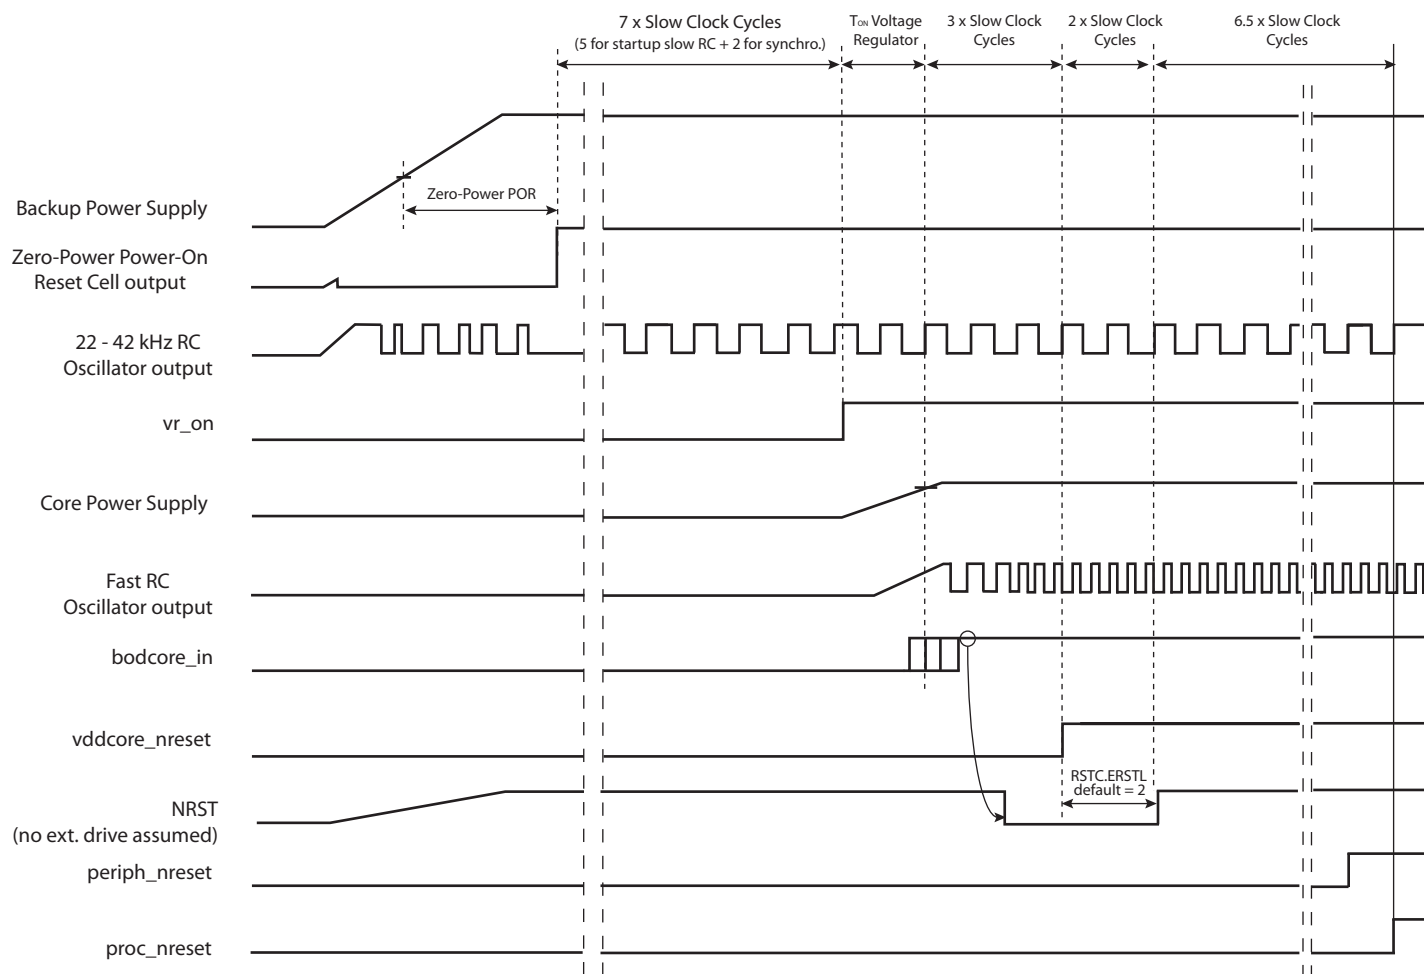 7 x Slow Clock Cycles
(5 for startup slow RC + 2 for synchro.)
TON Voltage
Regulator
3 x Slow Clock
Cycles
2 x Slow Clock
Cycles
6.5 x Slow Clock
Cycles
Zero-Power POR
Backup Power Supply
Zero-Power Power-On
Reset Cell output
22 - 42 kHz RC
Oscillator output
vr_on
Core Power Supply
Fast RC
Oscillator output
bodcore_in
vddcore_nreset
RSTC.ERSTL
default = 2
NRST
(no ext. drive assumed)
periph_nreset
proc_nreset